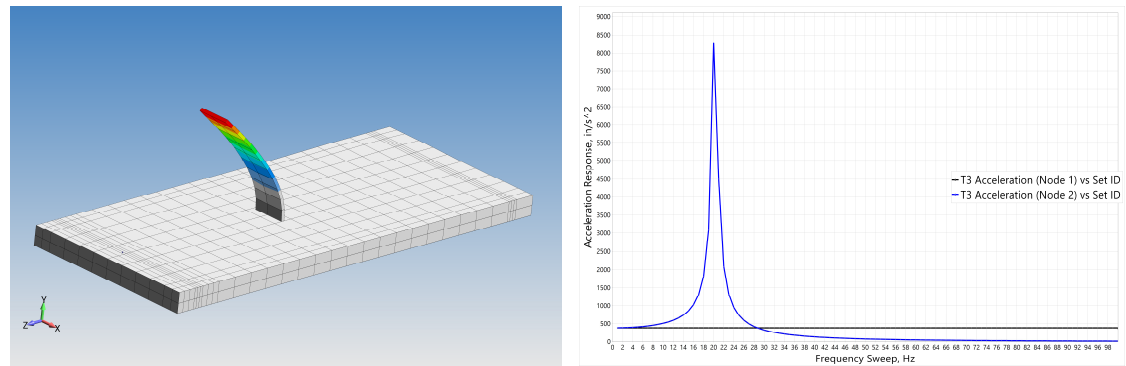 Y
Z
X
Acceleration Response, in/s^2
9000
8500
8000
7500
7000
6500
6000
5500
5000
4500
4000
3500
3000
2500
2000
1500
1000
500
0
T3 Acceleration (Node 1) vs Set ID
T3 Acceleration (Node 2) vs Set ID
0 2 4 6 8 10 12 14 16 18 20 22 24 26 28 30 32 34 36 38 40 42 44 46 48 50 52 54 56 58 60 62 64 66 68 70 72 74 76 78 80 82 84 86 88 90 92 94 96 98
Frequency Sweep, Hz